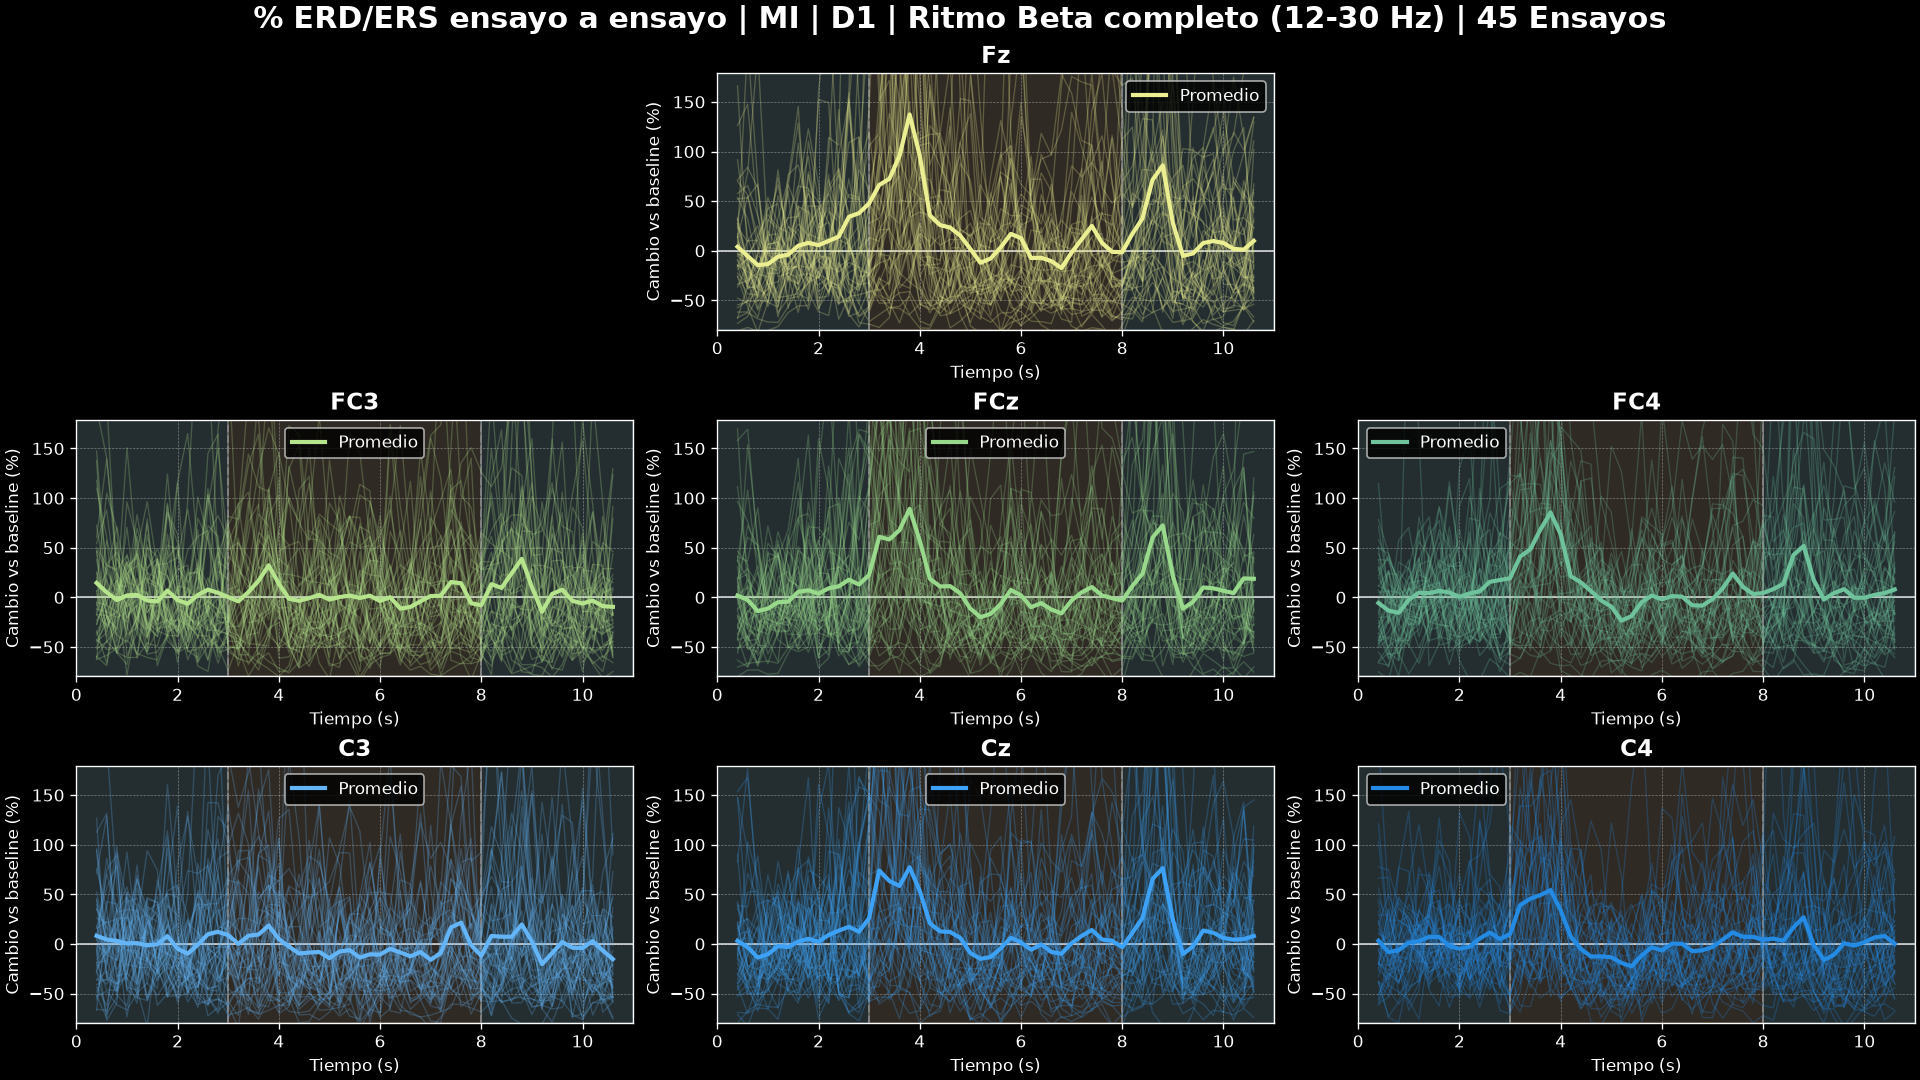 % ERD/ERS ensayo a ensayo | MI | D1 | Ritmo Beta completo (12-30 Hz) | 45 Ensayos
Fz
Cambio vs baseline (%)
150
100
50
0
−50
Promedio
0 2 4 6 8 10
Tiempo (s)
FC3
Cambio vs baseline (%)
150
100
50
0
−50
Promedio
0 2 4 6 8 10
Tiempo (s)
FCz
Cambio vs baseline (%)
150
100
50
0
−50
Promedio
0 2 4 6 8 10
Tiempo (s)
FC4
Cambio vs baseline (%)
150
100
50
0
−50
Promedio
0 2 4 6 8 10
Tiempo (s)
C3
Cambio vs baseline (%)
150
100
50
0
−50
Promedio
0 2 4 6 8 10
Tiempo (s)
Cz
Cambio vs baseline (%)
150
100
50
0
−50
Promedio
0 2 4 6 8 10
Tiempo (s)
C4
Cambio vs baseline (%)
150
100
50
0
−50
Promedio
0 2 4 6 8 10
Tiempo (s)